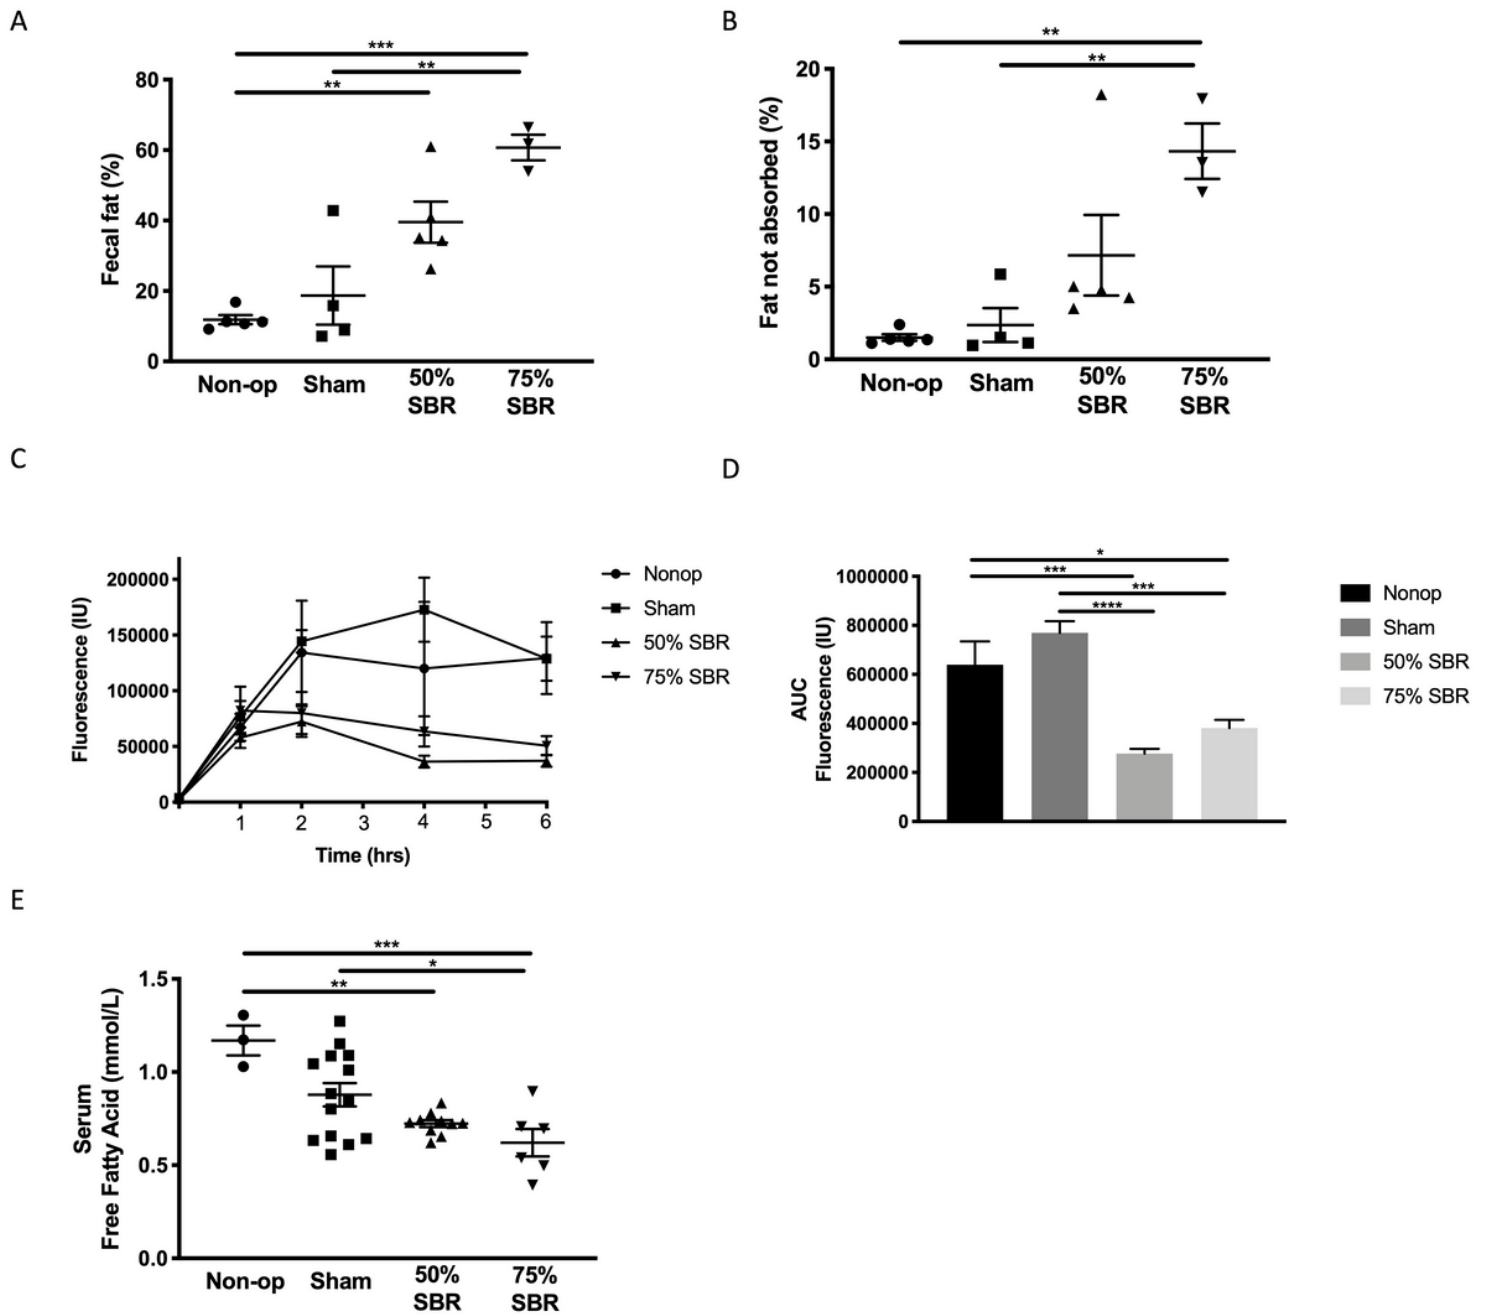 A
***
**
**
80
60
40
20
0
Fecal fat (%)
Non-op
Sham
50%
SBR
75%
SBR
B
**
**
20
15
10
5
0
Fat not absorbed (%)
Non-op
Sham
50%
SBR
75%
SBR
C
200000
150000
100000
50000
0
Fluorescence (IU)
1 2 3 4 5 6
Time (hrs)
Nonop
Sham
50% SBR
75% SBR
D
*
***
***
****
1000000
800000
600000
400000
200000
0
AUC
Fluorescence (IU)
Nonop
Sham
50% SBR
75% SBR
E
***
*
**
1.5
1.0
0.5
0.0
Serum
Free Fatty Acid (mmol/L)
Non-op
Sham
50%
SBR
75%
SBR